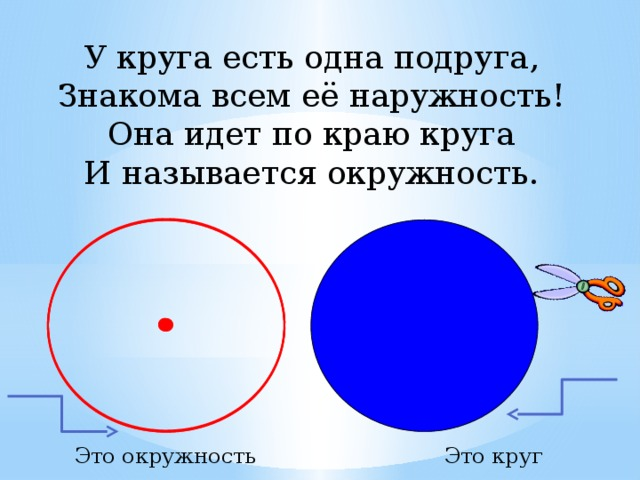 У круга есть одна подруга,
Знакома всем её наружность!
Она идет по краю круга
И называется окружность.
Это окружность
Это круг